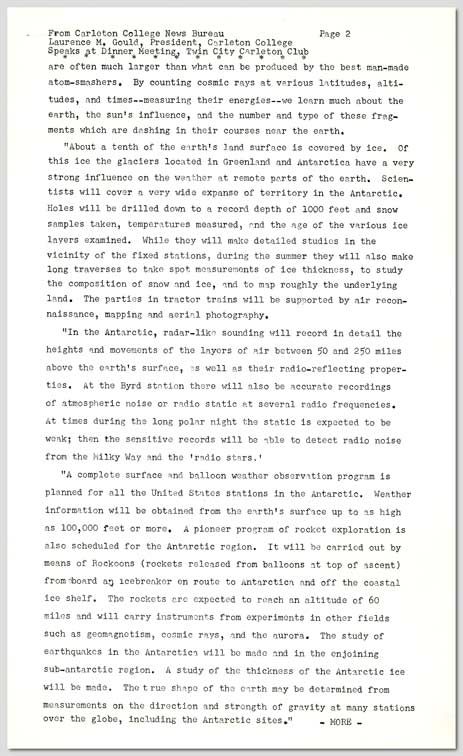 From Carleton College News Bureau Page 2
Laurence M. Gould, President, Carleton College
Speaks at Dinner Meeting, Twin City Carleton Club
* * * * * * * * * * * *
are often much larger than what can be produced by the best man-made
atom-smashers. By counting cosmic rays at various latitudes, alti-
tudes, and times--measuring their energies--we learn much about the
earth, the sun's influence, and the number and type of these frag-
ments which are dashing in their courses near the earth.
"About a tenth of the earth's land surface is covered by ice. Of
this ice the glaciers located in Greenland and Antarctica have a very
strong influence on the weather at remote parts of the earth. Scien-
tists will cover a very wide expanse of territory in the Antarctic.
Holes will be drilled down to a record depth of 1000 feet and snow
samples taken, temperatures measured, and the age of the various ice
layers examined. While they will make detailed studies in the
vicinity of the fixed stations, during the summer they will also make
long traverses to take spot measurements of ice thickness, to study
the composition of snow and ice, and to map roughly the underlying
land. The parties in tractor trains will be supported by air recon-
naissance, mapping and aerial photography.
"In the Antarctic, radar-like sounding will record in detail the
heights and movements of the layers of air between 50 and 250 miles
above the earth's surface, as well as their radio-reflecting proper-
ties. At the Byrd station there will also be accurate recordings
of atmospheric noise or radio static at several radio frequencies.
At times during the long polar night the static is expected to be
weak; then the sensitive records will be able to detect radio noise
from the Milky Way and the 'radio stars.'
"A complete surface and balloon weather observation program is
planned for all the United States stations in the Antarctic. Weather
information will be obtained from the earth's surface up to as high
as 100,000 feet or more. A pioneer program of rocket exploration is
also scheduled for the Antarctic region. It will be carried out by
means of Rockoons (rockets released from balloons at top of ascent)
from aboard an icebreaker en route to Antarctica and off the coastal
ice shelf. The rockets are expected to reach an altitude of 60
miles and will carry instruments from experiments in other fields
such as geomagnetism, cosmic rays, and the aurora. The study of
earthquakes in the Antarctica will be made and in the enjoining
sub-antarctic region. A study of the thickness of the Antarctic ice
will be made. The true shape of the earth may be determined from
measurements on the direction and strength of gravity at many stations
over the globe, including the Antarctic sites." - MORE -